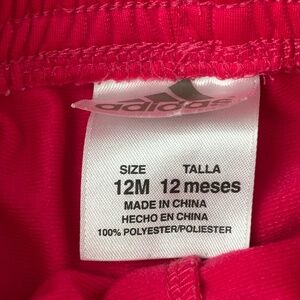 adidas
SIZE TALLA
12M 12 meses
MADE IN CHINA
HECHO EN CHINA
100% POLYESTER/POLIESTER